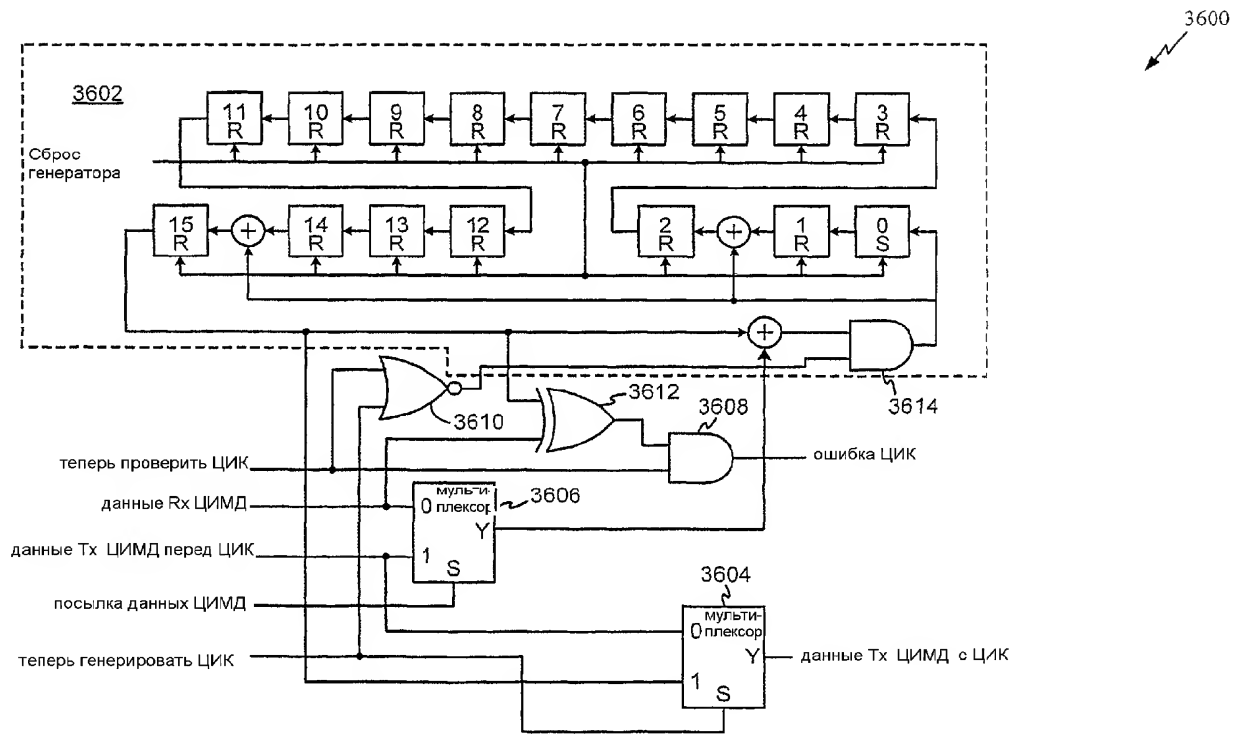 3600
3602
11 10 9 8 7 6 5 4 3
R R R R R R R R R
Сброс
генератора
15 14 13 12 2 1 0
R + R R R R + R S
+
3614
3610
3612
3608
теперь проверить ЦИК
ошибка ЦИК
данные Rx ЦИМД
0 мульти-
плексор
3606
Y
данные Tx ЦИМД перед ЦИК
1
S
посылка данных ЦИМД
3604
0 мульти-
плексор
теперь генерировать ЦИК
Y
данные Tx ЦИМД с ЦИК
1
S